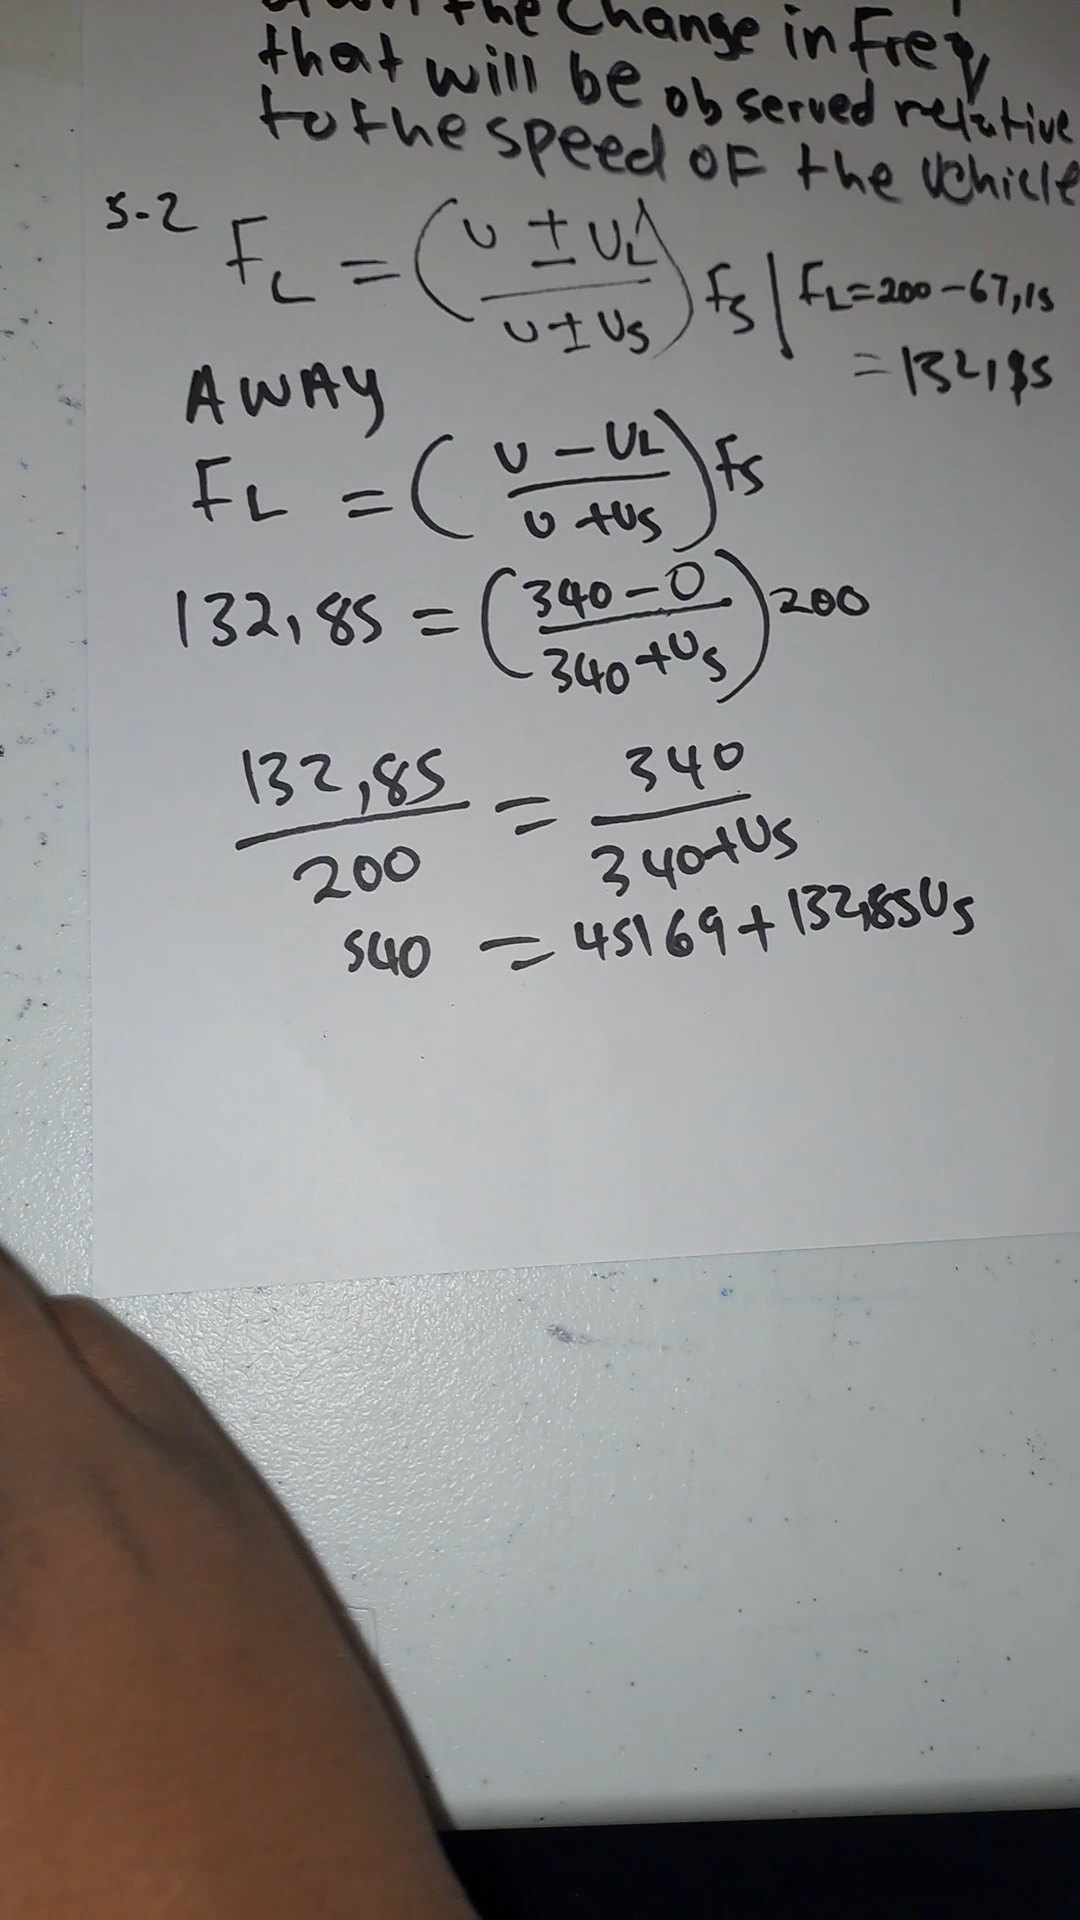 the Change in Freq
that will be observed relative
to the speed of the vehicle
5-2 FL = (v ± vL / v ± vs) fs | FL = 200 - 67,15
= 132,85
AWAY
FL = (v - vL / v + vs) fs
132,85 = (340 - 0 / 340 + vs) 200
132,85 / 200 = 340 / 340 + vs
540 = 45169 + 132,85 vs